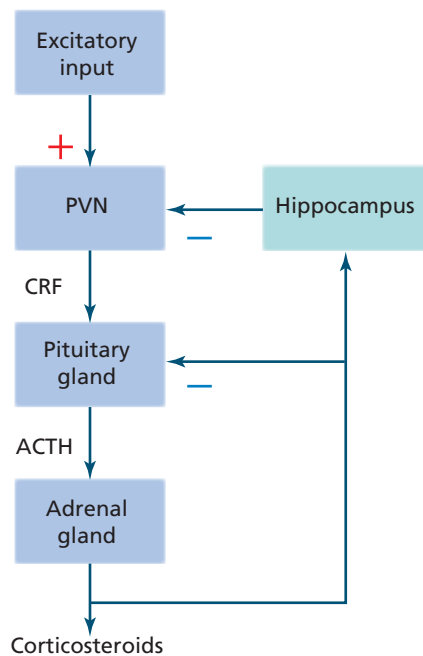 Excitatory
input
+
PVN
−
Hippocampus
CRF
Pituitary
gland
−
ACTH
Adrenal
gland
Corticosteroids